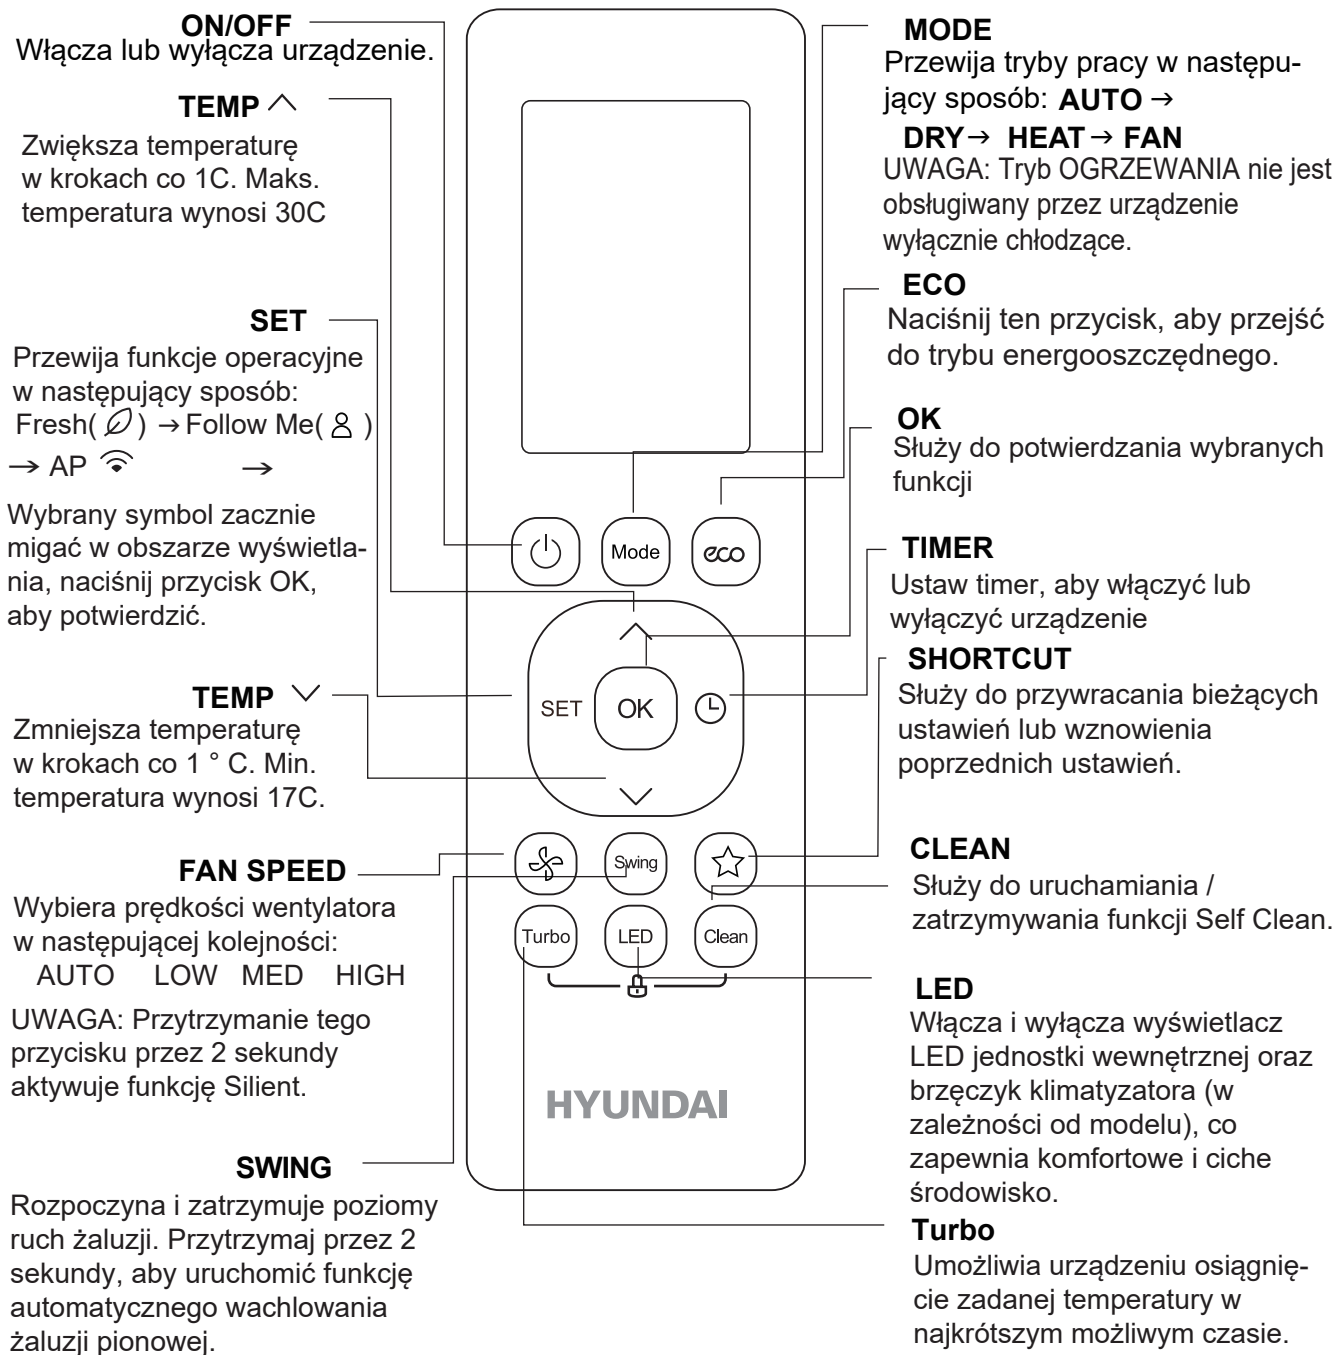 ON/OFF
Włącza lub wyłącza urządzenie.
TEMP ︿
Zwiększa temperaturę
w krokach co 1C. Maks.
temperatura wynosi 30C
SET
Przewija funkcje operacyjne
w następujący sposób:
Fresh( ) → Follow Me( )
→ AP →
Wybrany symbol zacznie
migać w obszarze wyświetla-
nia, naciśnij przycisk OK,
aby potwierdzić.
TEMP ﹀
Zmniejsza temperaturę
w krokach co 1 ° C. Min.
temperatura wynosi 17C.
FAN SPEED
Wybiera prędkości wentylatora
w następującej kolejności:
AUTO LOW MED HIGH
UWAGA: Przytrzymanie tego
przycisku przez 2 sekundy
aktywuje funkcję Silient.
SWING
Rozpoczyna i zatrzymuje poziomy
ruch żaluzji. Przytrzymaj przez 2
sekundy, aby uruchomić funkcję
automatycznego wachlowania
żaluzji pionowej.
Mode
eco
SET
OK
Swing
Turbo
LED
Clean
HYUNDAI
MODE
Przewija tryby pracy w następu-
jący sposób: AUTO →
DRY → HEAT → FAN
UWAGA: Tryb OGRZEWANIA nie jest
obsługiwany przez urządzenie
wyłącznie chłodzące.
ECO
Naciśnij ten przycisk, aby przejść
do trybu energooszczędnego.
OK
Służy do potwierdzania wybranych
funkcji
TIMER
Ustaw timer, aby włączyć lub
wyłączyć urządzenie
SHORTCUT
Służy do przywracania bieżących
ustawień lub wznowienia
poprzednich ustawień.
CLEAN
Służy do uruchamiania /
zatrzymywania funkcji Self Clean.
LED
Włącza i wyłącza wyświetlacz
LED jednostki wewnętrznej oraz
brzęczyk klimatyzatora (w
zależności od modelu), co
zapewnia komfortowe i ciche
środowisko.
Turbo
Umożliwia urządzeniu osiągnię-
cie zadanej temperatury w
najkrótszym możliwym czasie.